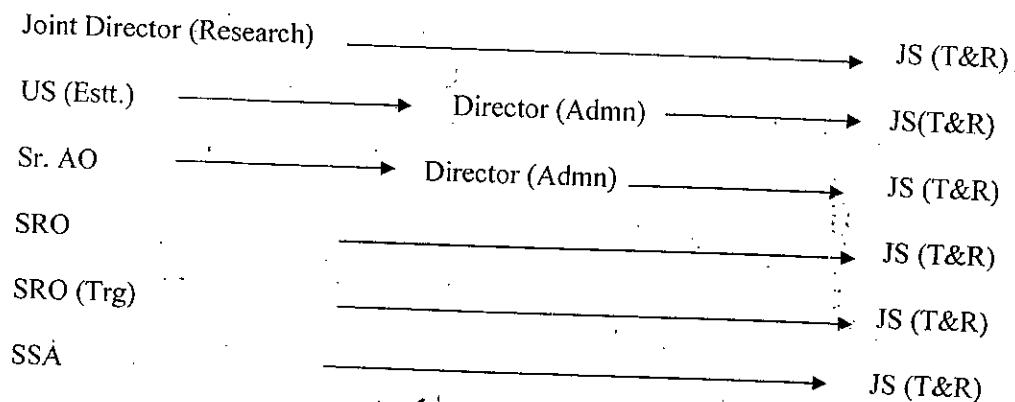 Joint Director (Research) JS (T&R)
US (Estt.) Director (Admn) JS(T&R)
Sr. AO Director (Admn) JS (T&R)
SRO JS (T&R)
SRO (Trg) JS (T&R)
SSA JS (T&R)